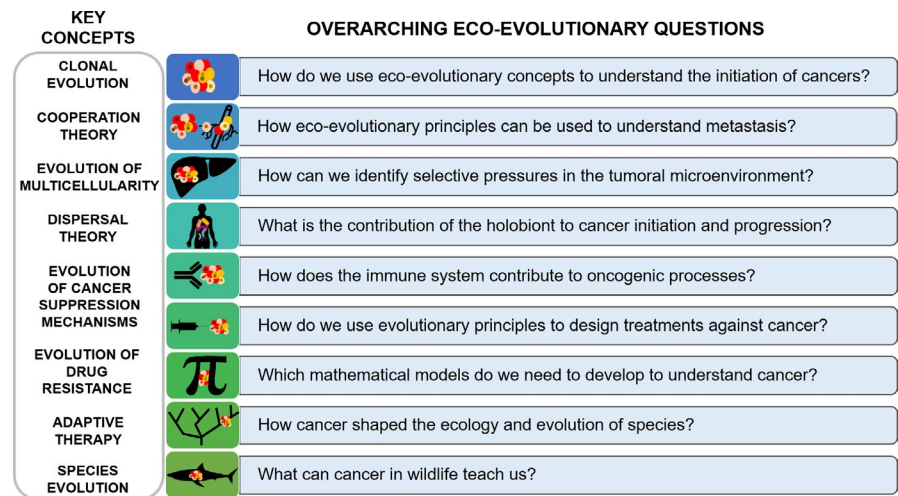 KEY
CONCEPTS
OVERARCHING ECO-EVOLUTIONARY QUESTIONS
CLONAL
EVOLUTION
COOPERATION
THEORY
EVOLUTION OF
MULTICELLULARITY
DISPERSAL
THEORY
EVOLUTION
OF CANCER
SUPPRESSION
MECHANISMS
EVOLUTION OF
DRUG
RESISTANCE
ADAPTIVE
THERAPY
SPECIES
EVOLUTION
How do we use eco-evolutionary concepts to understand the initiation of cancers?
How eco-evolutionary principles can be used to understand metastasis?
How can we identify selective pressures in the tumoral microenvironment?
What is the contribution of the holobiont to cancer initiation and progression?
How does the immune system contribute to oncogenic processes?
How do we use evolutionary principles to design treatments against cancer?
π
Which mathematical models do we need to develop to understand cancer?
How cancer shaped the ecology and evolution of species?
What can cancer in wildlife teach us?